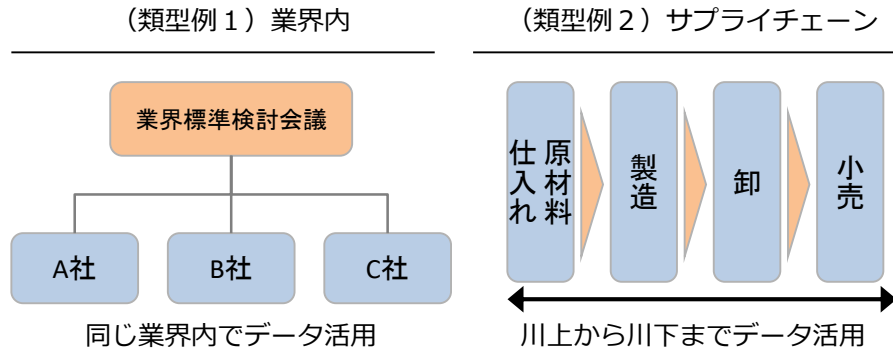 （類型例１）業界内
業界標準検討会議
A社
B社
C社
同じ業界内でデータ活用
（類型例２）サプライチェーン
原材料
仕入れ
製造
卸
小売
川上から川下までデータ活用